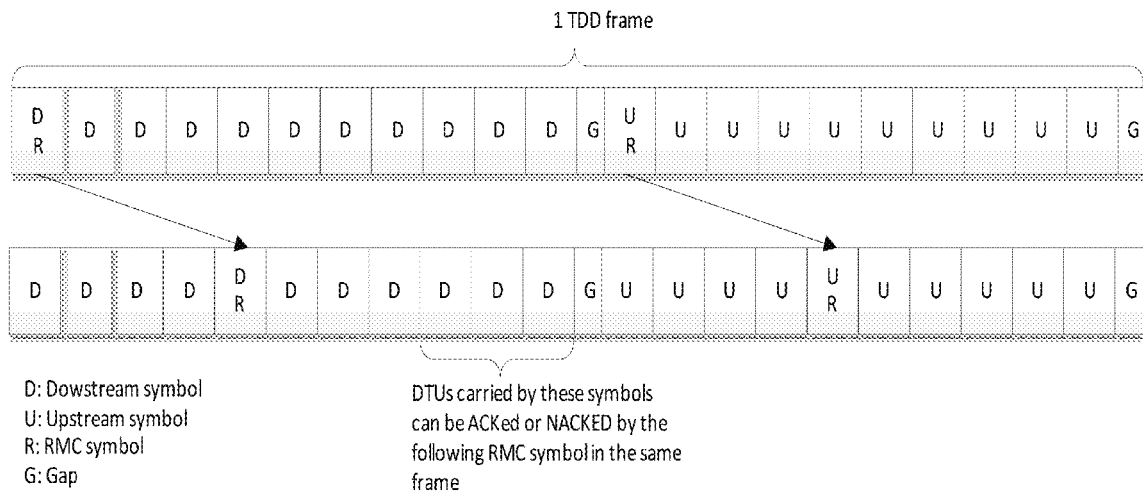 1 TDD frame
D
R D D D D D D D D D D G U
R U U U U U U U U U G
D D D D D
R D D D D D D G U U U U U
R U U U U U G
D: Dowstream symbol
U: Upstream symbol
R: RMC symbol
G: Gap
DTUs carried by these symbols
can be ACKed or NACKED by the
following RMC symbol in the same
frame